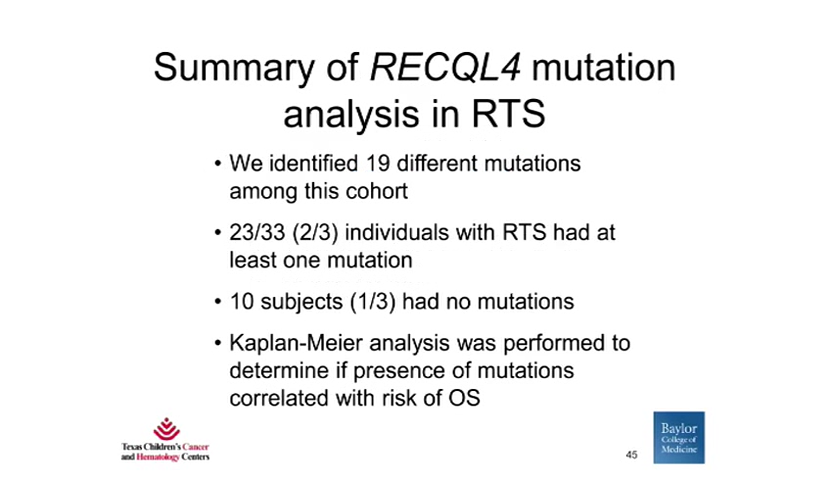 Summary of RECQL4 mutation
analysis in RTS
• We identified 19 different mutations
among this cohort
• 23/33 (2/3) individuals with RTS had at
least one mutation
• 10 subjects (1/3) had no mutations
• Kaplan-Meier analysis was performed to
determine if presence of mutations
correlated with risk of OS
Texas Children's Cancer
and Hematology Centers
45
Baylor
College of
Medicine